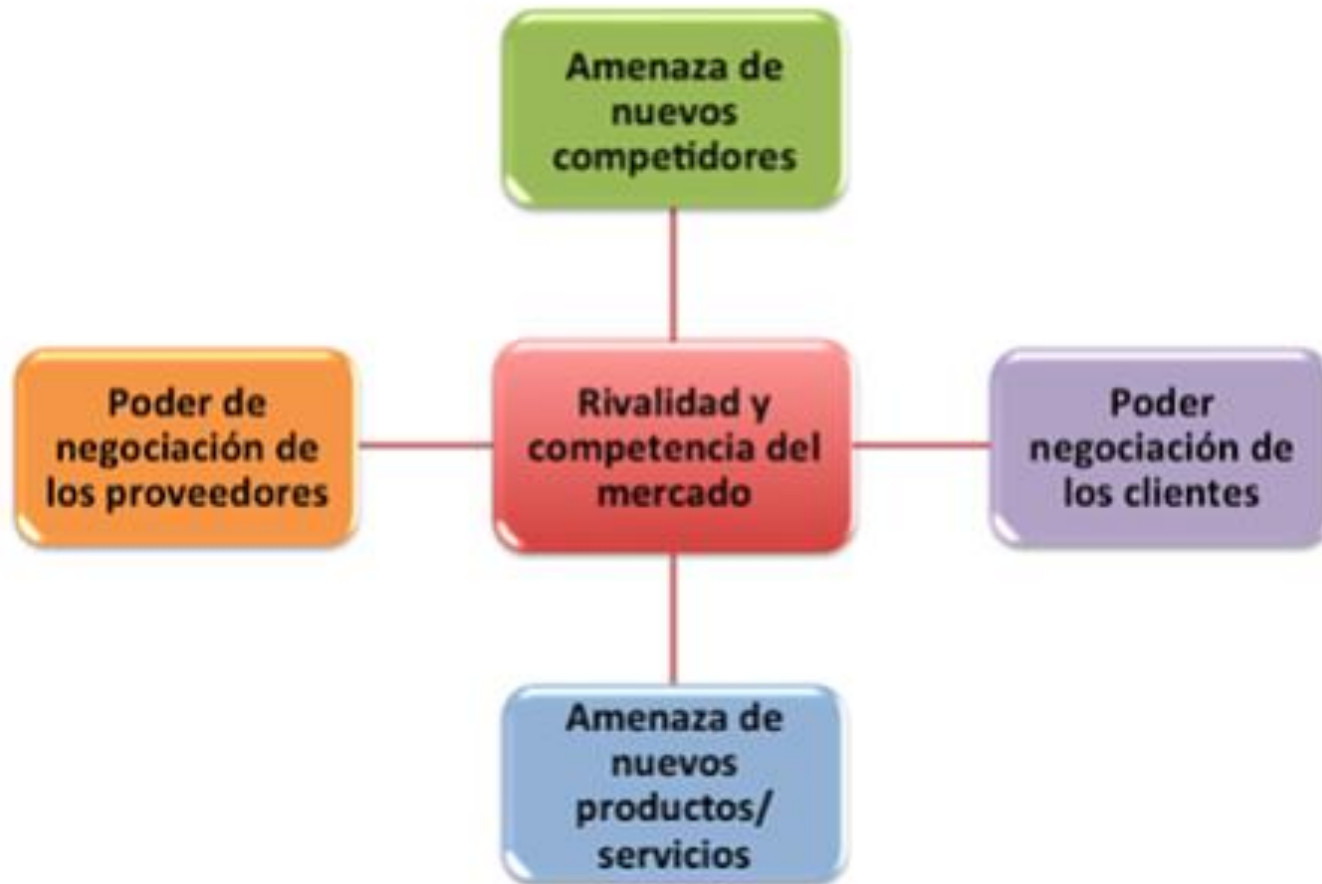 Amenaza de
nuevos
competidores
Poder de
negociación de
los proveedores
Rivalidad y
competencia del
mercado
Poder
negociación de
los clientes
Amenaza de
nuevos
productos/
servicios